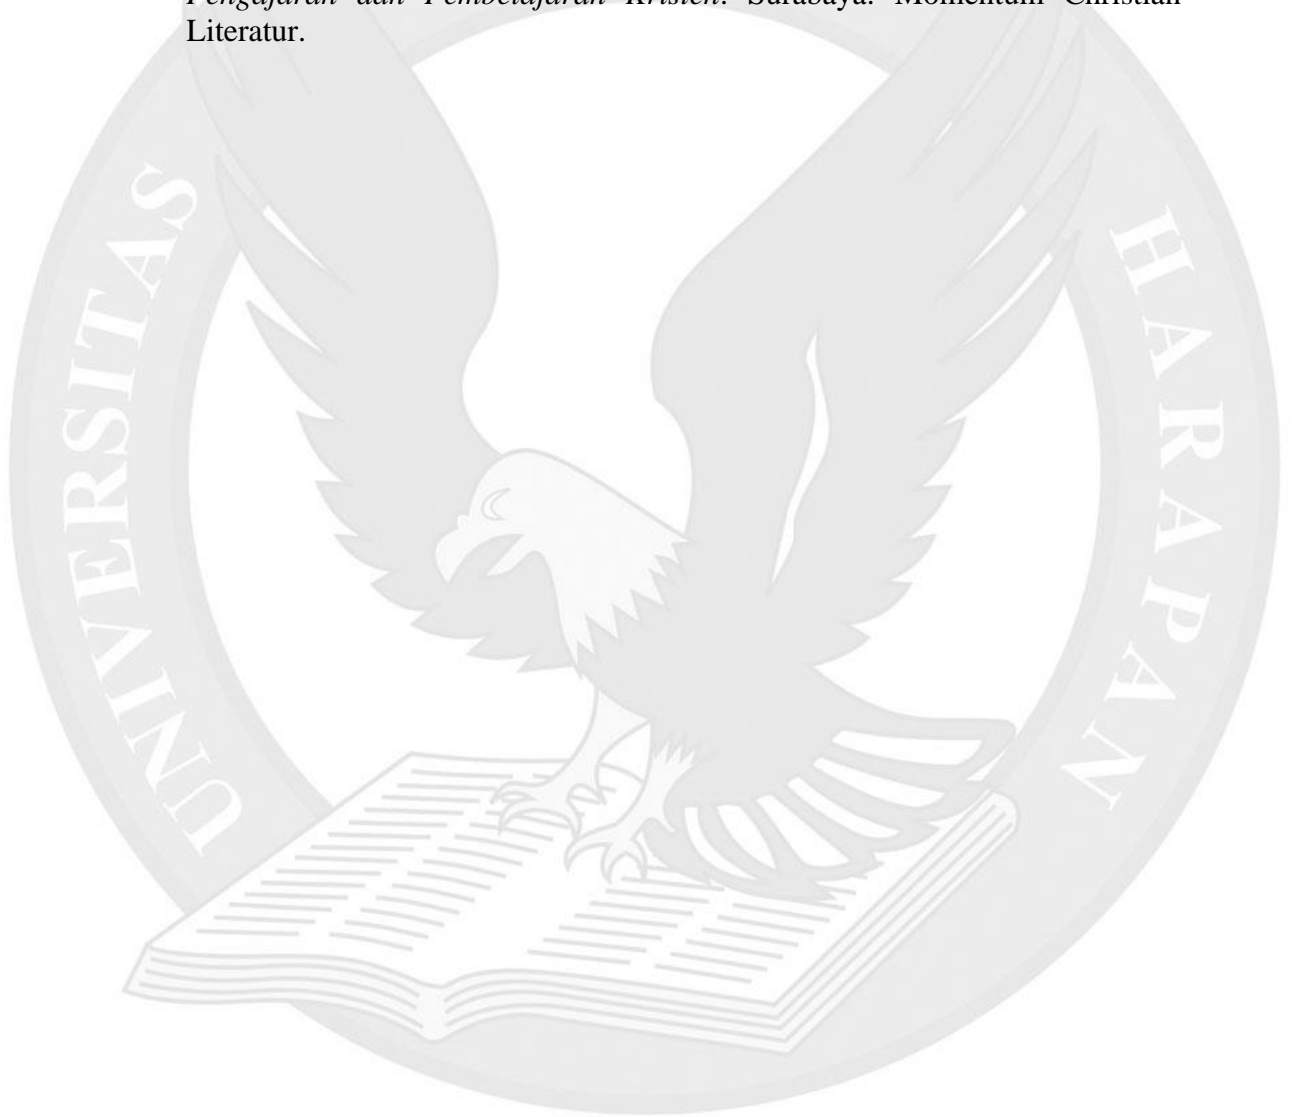 Pengajaran dan Pembelajaran Kristen. Surabaya: Momentum Christian
Literatur.
UNIVERSITAS
HARAPAN